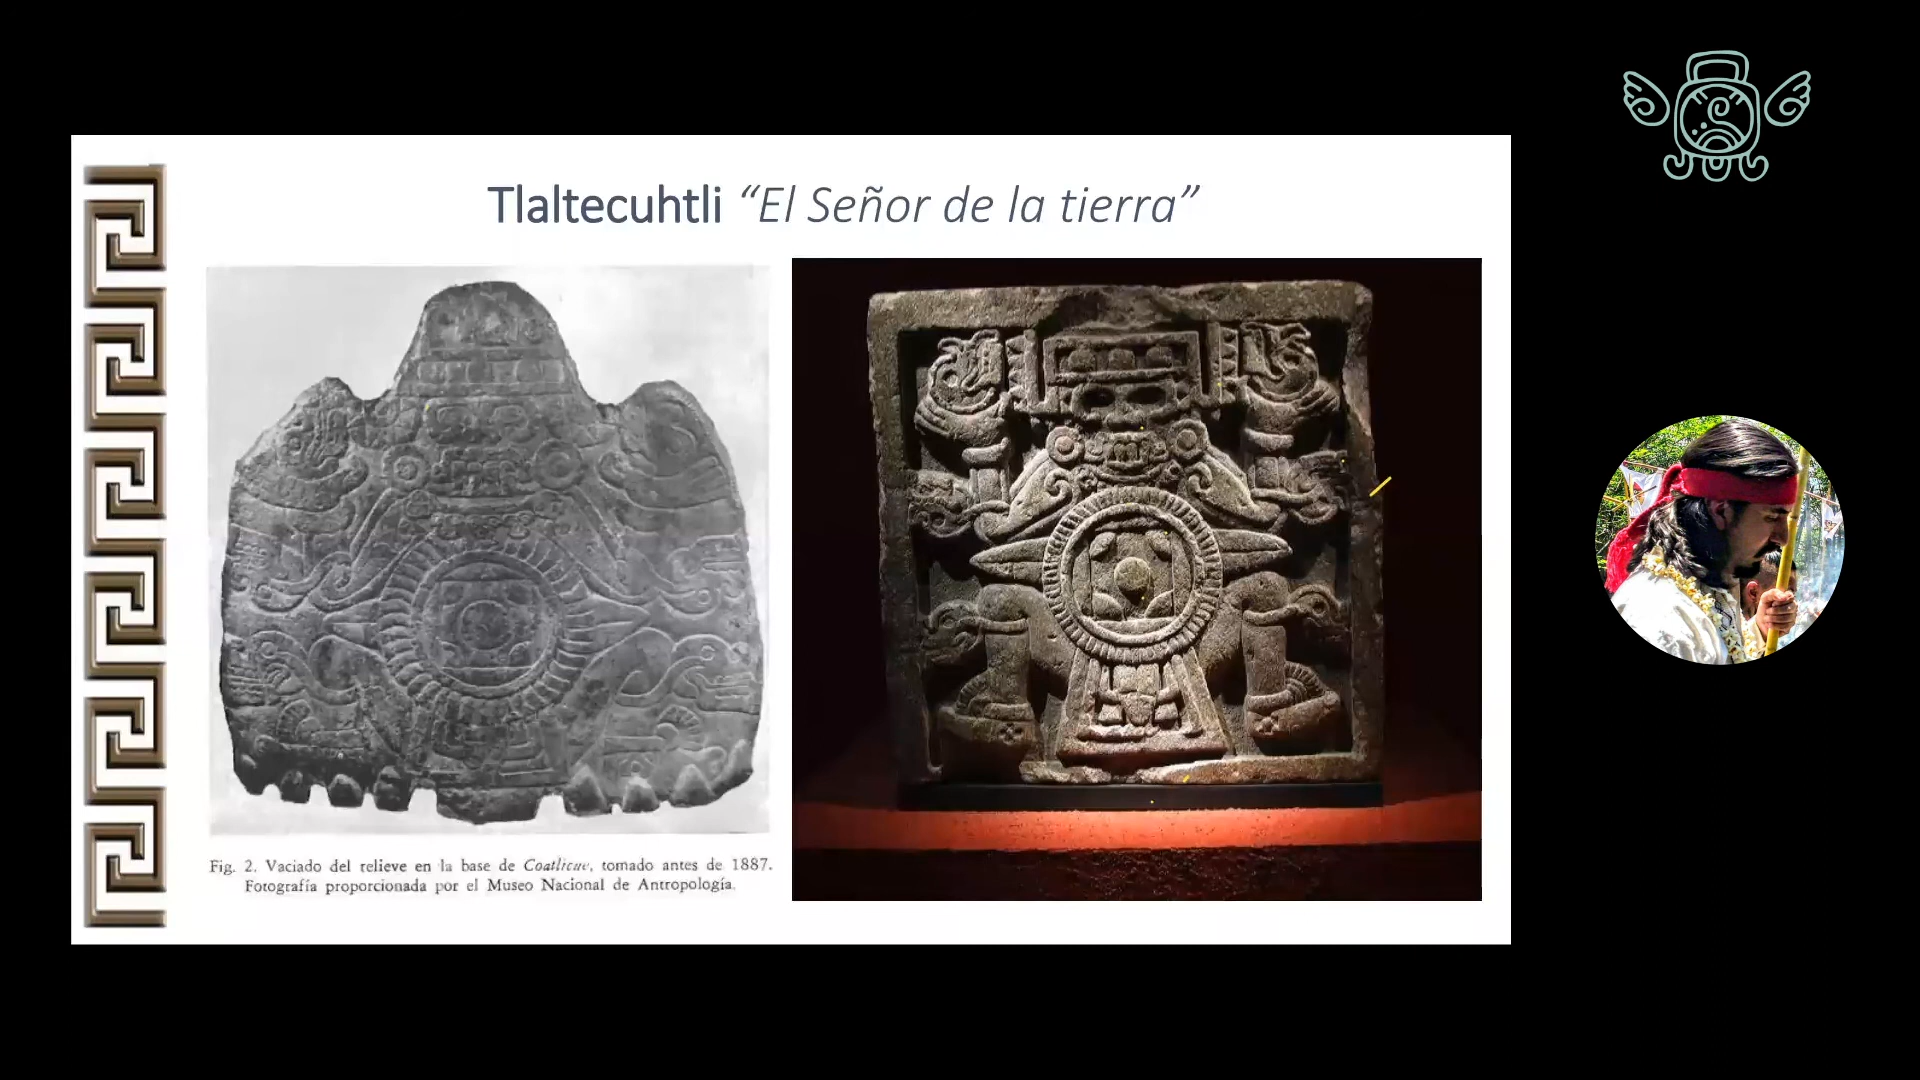 Tlaltecuhtli “El Señor de la tierra”
Fig. 2. Vaciado del relieve en la base de Coatlicue, tomado antes de 1887.
Fotografía proporcionada por el Museo Nacional de Antropología.